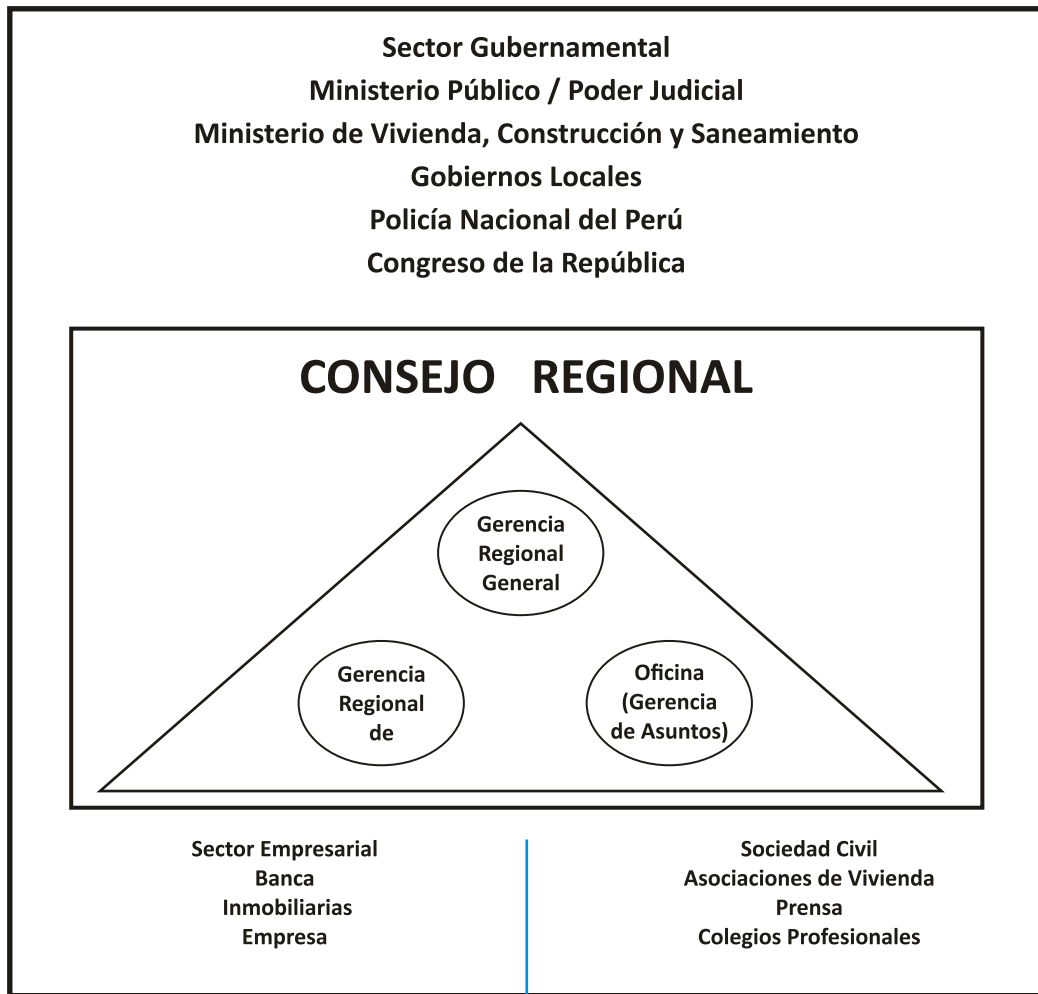 Sector Gubernamental
Ministerio Público / Poder Judicial
Ministerio de Vivienda, Construcción y Saneamiento
Gobiernos Locales
Policía Nacional del Perú
Congreso de la República
CONSEJO REGIONAL
Gerencia
Regional
General
Gerencia
Regional
de
Oficina
(Gerencia
de Asuntos)
Sector Empresarial
Banca
Inmobiliarias
Empresa
Sociedad Civil
Asociaciones de Vivienda
Prensa
Colegios Profesionales